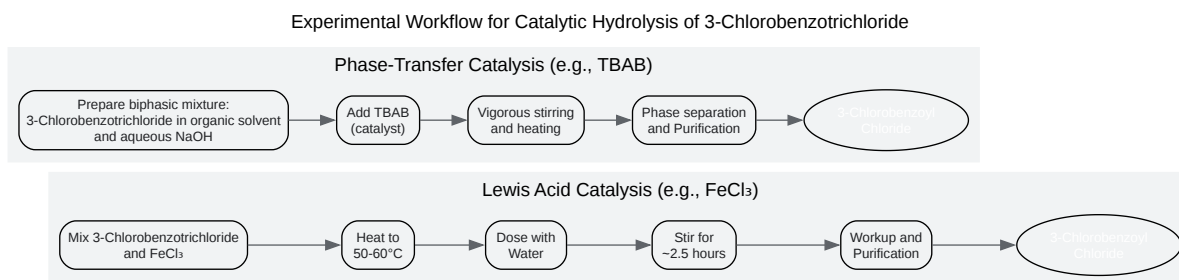 Experimental Workflow for Catalytic Hydrolysis of 3-Chlorobenzotrichloride
Phase-Transfer Catalysis (e.g., TBAB)
Prepare biphasic mixture:
3-Chlorobenzotrichloride in organic solvent
and aqueous NaOH
Add TBAB
(catalyst)
Vigorous stirring
and heating
Phase separation
and Purification
3-Chlorobenzoyl
Chloride
Lewis Acid Catalysis (e.g., FeCl₃)
Mix 3-Chlorobenzotrichloride
and FeCl₃
Heat to
50-60°C
Dose with
Water
Stir for
~2.5 hours
Workup and
Purification
3-Chlorobenzoyl
Chloride